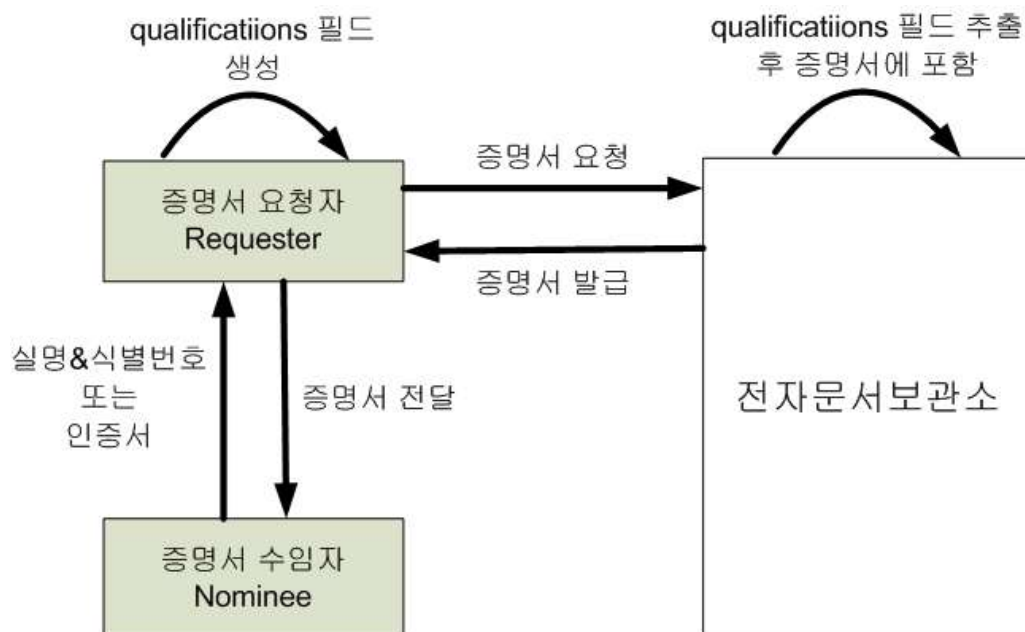 qualificatiions 필드
생성
qualificatiions 필드 추출
후 증명서에 포함
증명서 요청
증명서 요청자
Requester
증명서 발급
실명&식별번호
또는
인증서
증명서 전달
전자문서보관소
증명서 수임자
Nominee